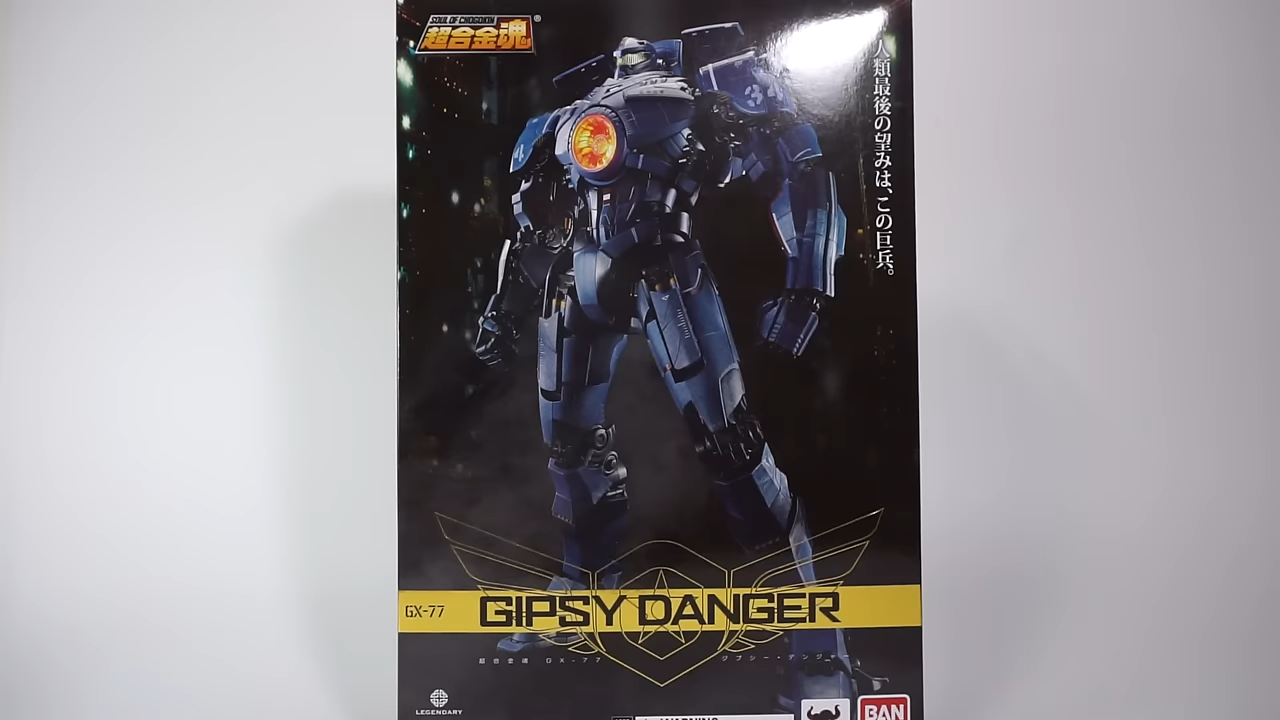 SOUL OF CHOGOKIN
超合金魂
®
人類最後の望みは、この巨兵。
34
GX-77
GIPSY DANGER
超合金魂 GX-77
ジプシー・デンジャー
LEGENDARY
WARNING
BAN